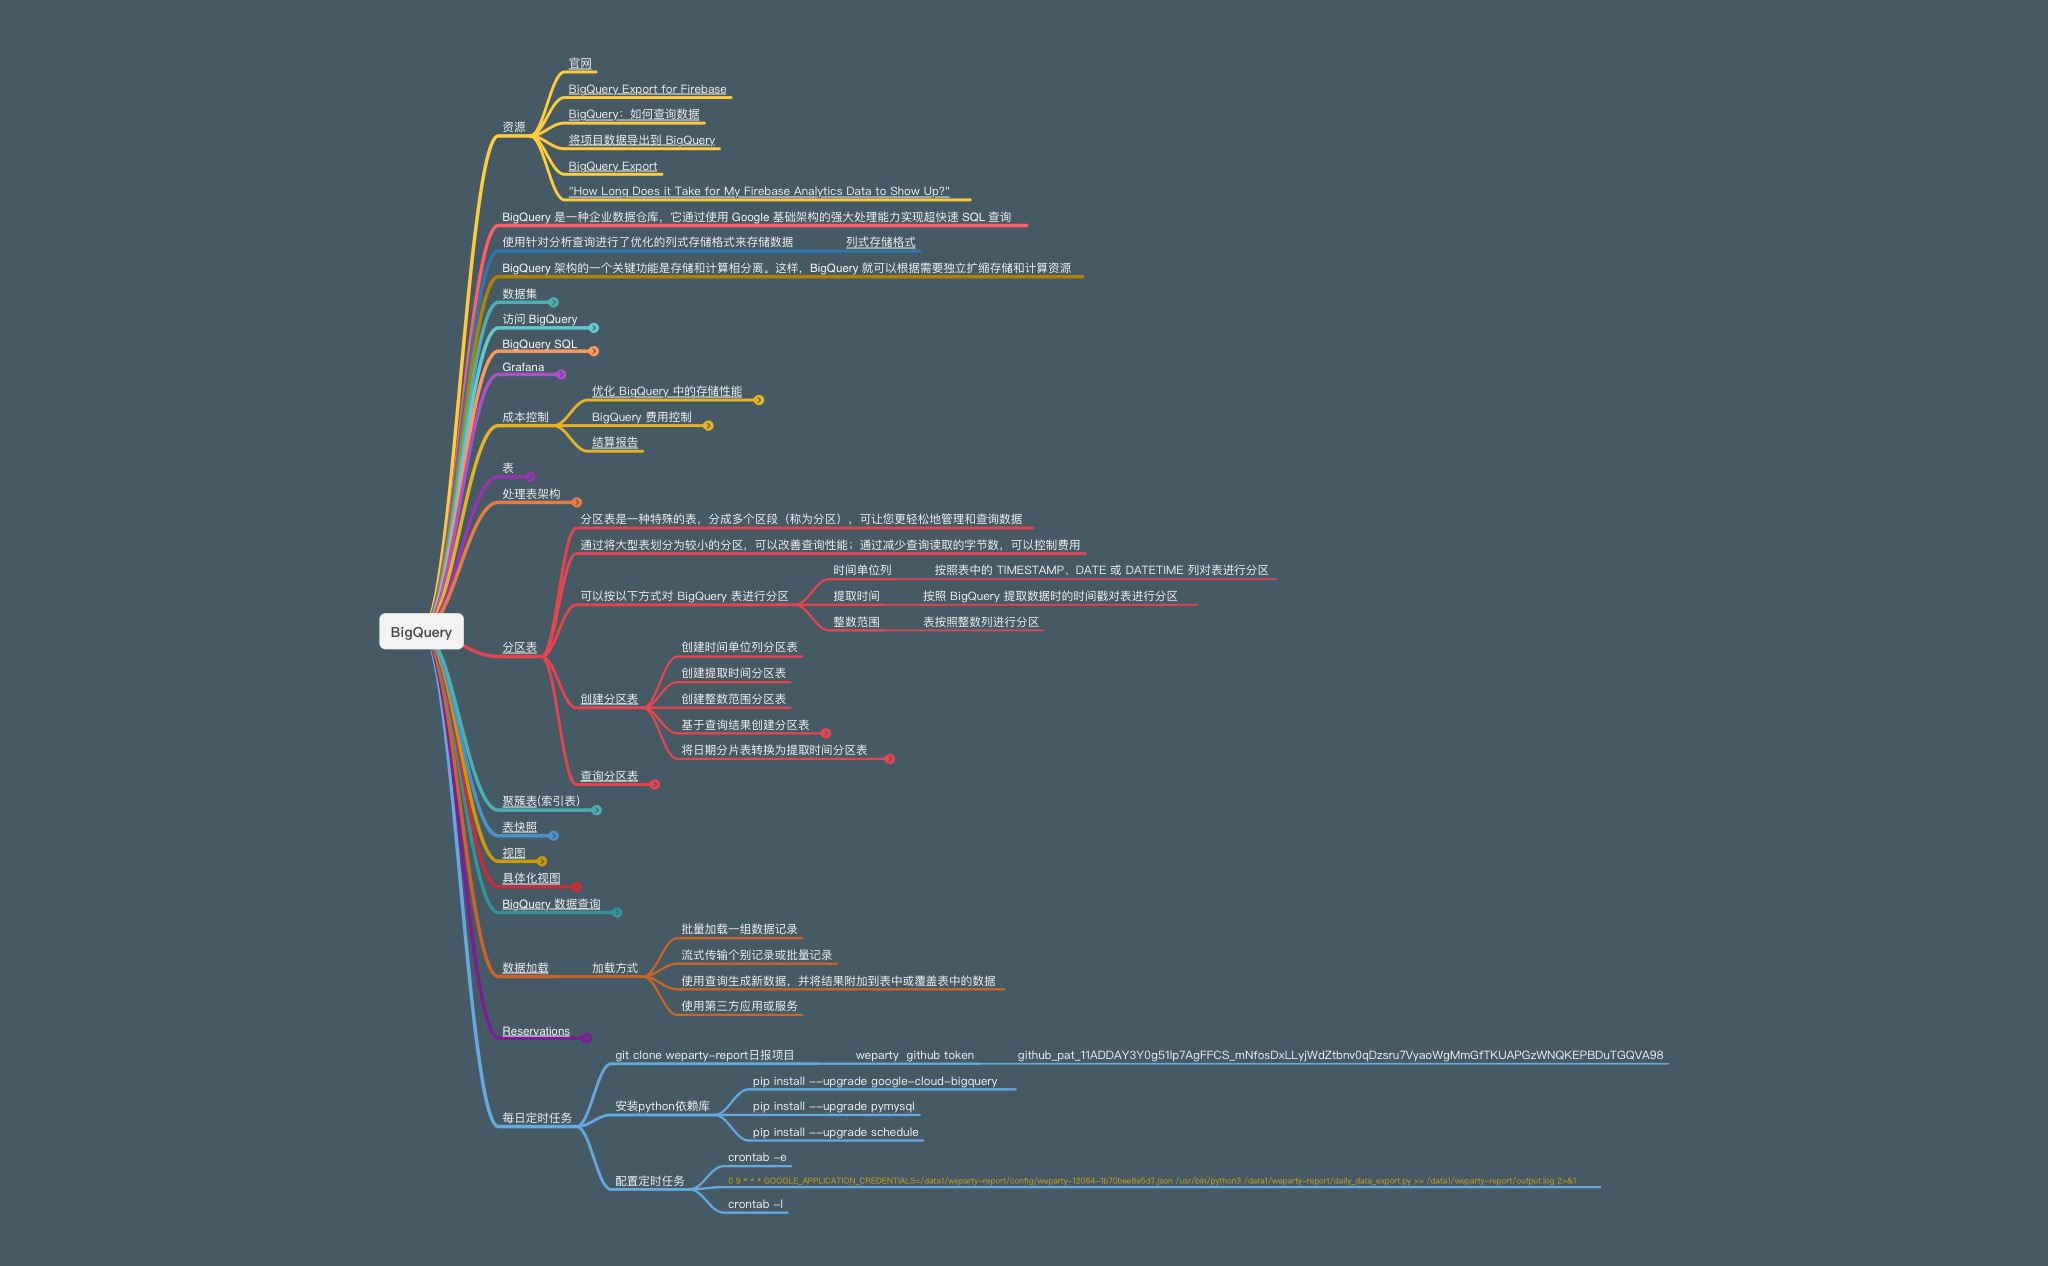 官网
BigQuery Export for Firebase
BigQuery：如何查询数据
资源
将项目数据导出到 BigQuery
BigQuery Export
"How Long Does it Take for My Firebase Analytics Data to Show Up?"
BigQuery 是一种企业数据仓库，它通过使用 Google 基础架构的强大处理能力实现超快速 SQL 查询
使用针对分析查询进行了优化的列式存储格式来存储数据 列式存储格式
BigQuery 架构的一个关键功能是存储和计算相分离。这样，BigQuery 就可以根据需要独立扩缩存储和计算资源
数据集
访问 BigQuery
BigQuery SQL
Grafana
优化 BigQuery 中的存储性能
成本控制 BigQuery 费用控制
结算报告
表
处理表架构
分区表是一种特殊的表，分成多个区段（称为分区），可让您更轻松地管理和查询数据
通过将大型表划分为较小的分区，可以改善查询性能；通过减少查询读取的字节数，可以控制费用
时间单位列 按照表中的 TIMESTAMP、DATE 或 DATETIME 列对表进行分区
可以按以下方式对 BigQuery 表进行分区 提取时间 按照 BigQuery 提取数据时的时间戳对表进行分区
整数范围 表按照整数列进行分区
BigQuery
分区表
创建时间单位列分区表
创建提取时间分区表
创建分区表 创建整数范围分区表
基于查询结果创建分区表
将日期分片表转换为提取时间分区表
查询分区表
聚簇表(索引表)
表快照
视图
具体化视图
BigQuery 数据查询
批量加载一组数据记录
流式传输个别记录或批量记录
数据加载 加载方式
使用查询生成新数据，并将结果附加到表中或覆盖表中的数据
使用第三方应用或服务
Reservations
git clone weparty-report日报项目 weparty github token
pip install --upgrade google-cloud-bigquery
安装python依赖库 pip install --upgrade pymysql
每日定时任务
pip install --upgrade schedule
crontab -e
配置定时任务 0 9 * * * GOOGLE_APPLICATION_CREDENTIALS=/data1/weparty-report/config/weparty-12064-1b70bee8e5d7.json /usr/bin/python3 /data1/weparty-report/daily_data_export.py >> /data1/weparty-report/output.log 2>&1
crontab -l